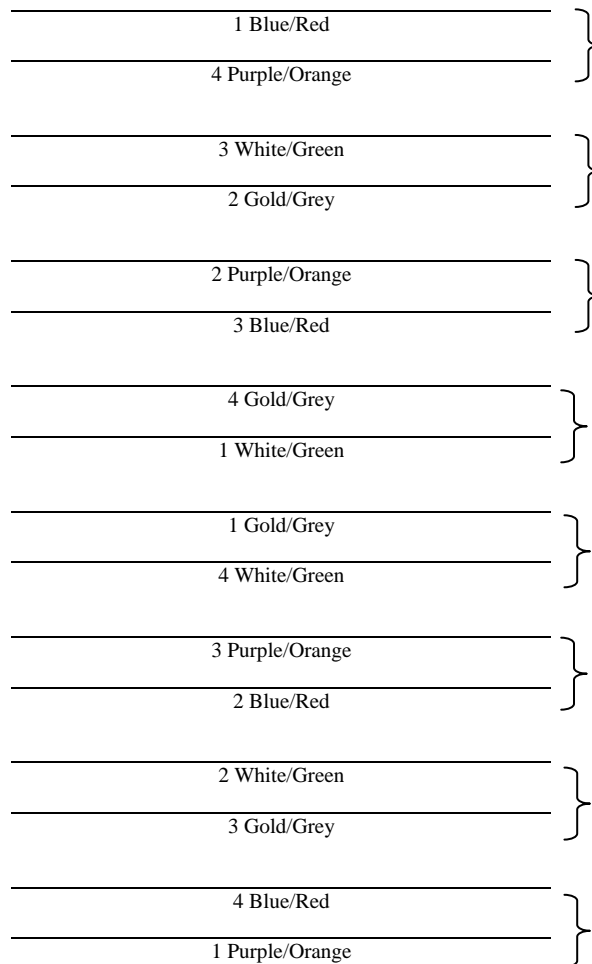 1 Blue/Red
4 Purple/Orange
3 White/Green
2 Gold/Grey
2 Purple/Orange
3 Blue/Red
4 Gold/Grey
1 White/Green
1 Gold/Grey
4 White/Green
3 Purple/Orange
2 Blue/Red
2 White/Green
3 Gold/Grey
4 Blue/Red
1 Purple/Orange